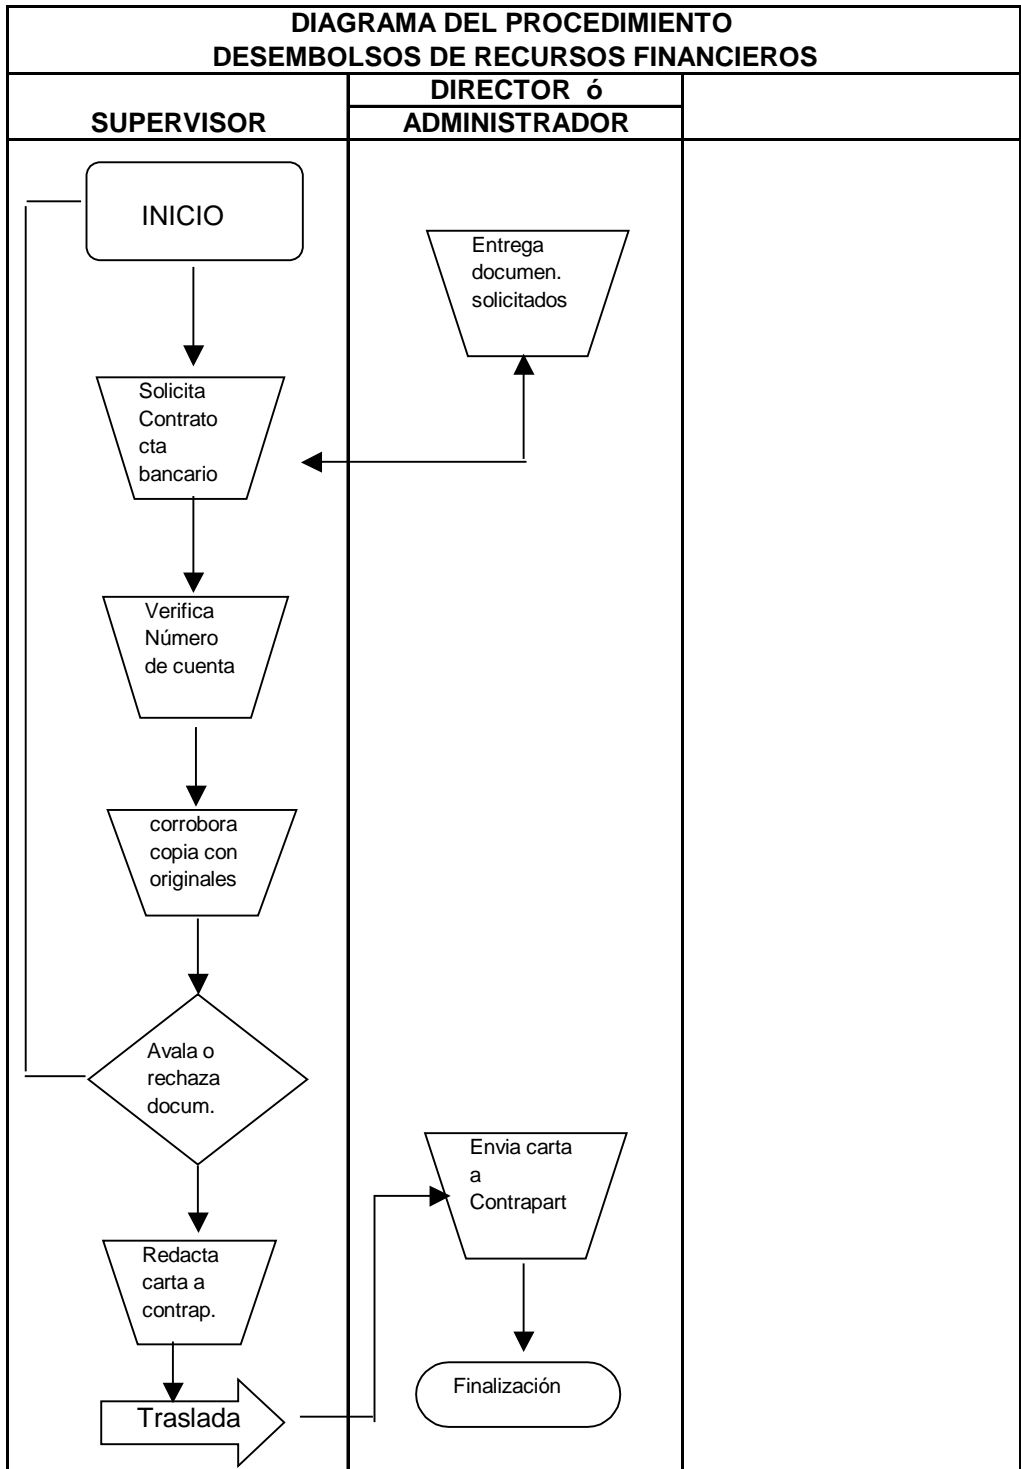 DIAGRAMA DEL PROCEDIMIENTO
DESEMBOLSOS DE RECURSOS FINANCIEROS
SUPERVISOR
DIRECTOR ó
ADMINISTRADOR
INICIO
Entrega
documen.
solicitados
Solicita
Contrato
cta
bancario
Verifica
Número
de cuenta
corrobora
copia con
originales
Avala o
rechaza
docum.
Redacta
carta a
contrap.
Traslada
Envia carta
a
Contrapart
Finalización